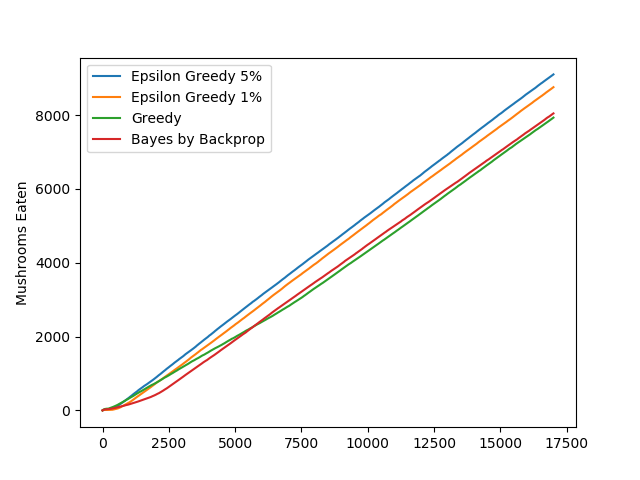 Epsilon Greedy 5%
Epsilon Greedy 1%
Greedy
Bayes by Backprop
Mushrooms Eaten
8000
6000
4000
2000
0
0 2500 5000 7500 10000 12500 15000 17500